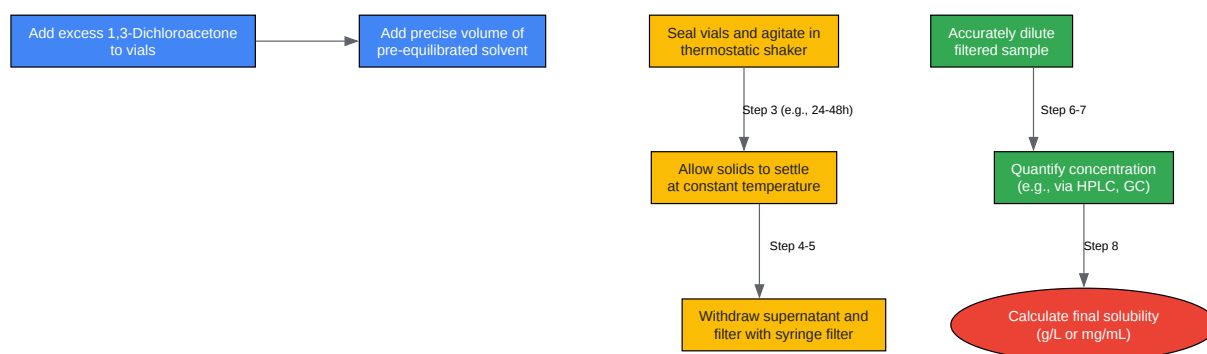 Add excess 1,3-Dichloroacetone
to vials
Add precise volume of
pre-equilibrated solvent
Seal vials and agitate in
thermostatic shaker
Step 3 (e.g., 24-48h)
Allow solids to settle
at constant temperature
Step 4-5
Withdraw supernatant and
filter with syringe filter
Accurately dilute
filtered sample
Step 6-7
Quantify concentration
(e.g., via HPLC, GC)
Step 8
Calculate final solubility
(g/L or mg/mL)